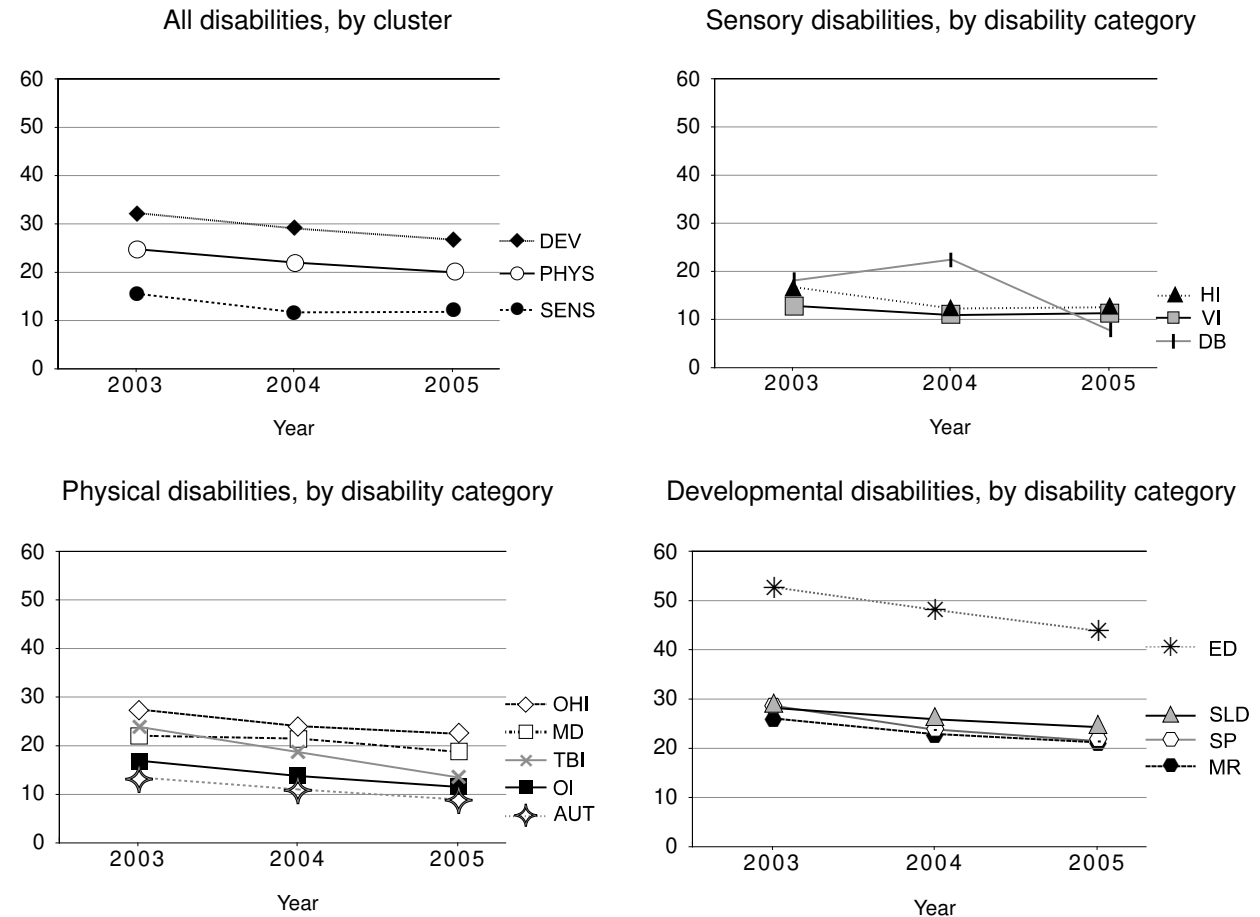 All disabilities, by cluster
60
50
40
30
20
10
0
2003 2004 2005
Year
DEV
PHYS
SENS
Sensory disabilities, by disability category
60
50
40
30
20
10
0
2003 2004 2005
Year
HI
VI
DB
Physical disabilities, by disability category
60
50
40
30
20
10
0
2003 2004 2005
Year
OHI
MD
TBI
OI
AUT
Developmental disabilities, by disability category
60
50
40
30
20
10
0
2003 2004 2005
Year
ED
SLD
SP
MR